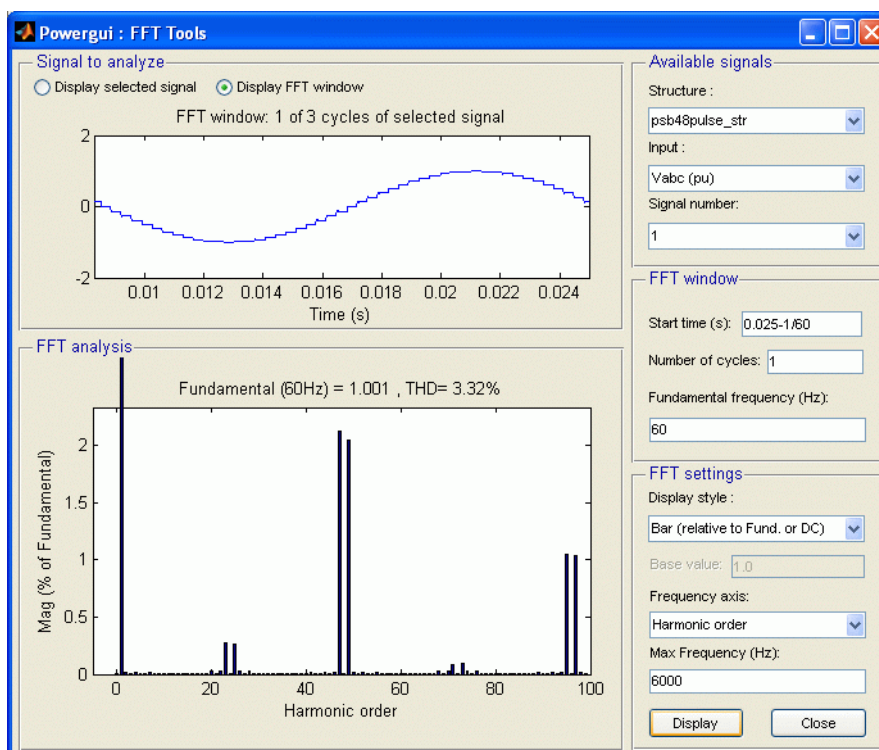 Powergui : FFT Tools
Signal to analyze
Display selected signal
Display FFT window
FFT window: 1 of 3 cycles of selected signal
2
0
-2
0.01 0.012 0.014 0.016 0.018 0.02 0.022 0.024
Time (s)
FFT analysis
Fundamental (60Hz) = 1.001 , THD= 3.32%
Mag (% of Fundamental)
2
1.5
1
0.5
0
0 20 40 60 80 100
Harmonic order
Available signals
Structure :
psb48pulse_str
Input :
Vabc (pu)
Signal number:
1
FFT window
Start time (s): 0.025-1/60
Number of cycles: 1
Fundamental frequency (Hz):
60
FFT settings
Display style :
Bar (relative to Fund. or DC)
Base value: 1.0
Frequency axis:
Harmonic order
Max Frequency (Hz):
6000
Display
Close